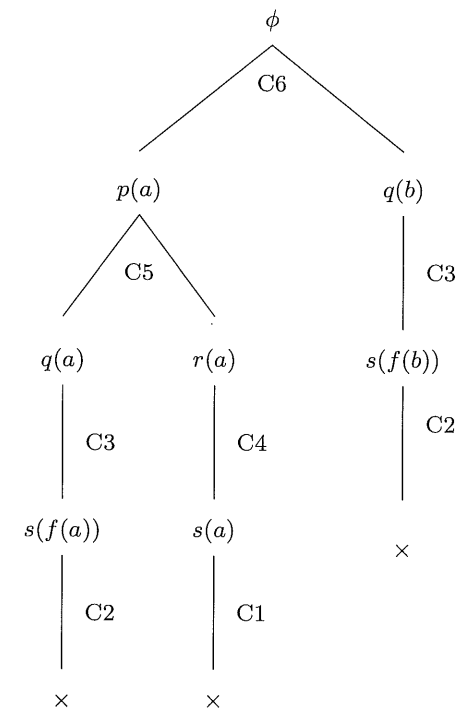 ϕ
C6
p(a) q(b)
C5 C3
q(a) r(a) s(f(b))
C3 C4 C2
s(f(a)) s(a) ×
C2 C1
× ×